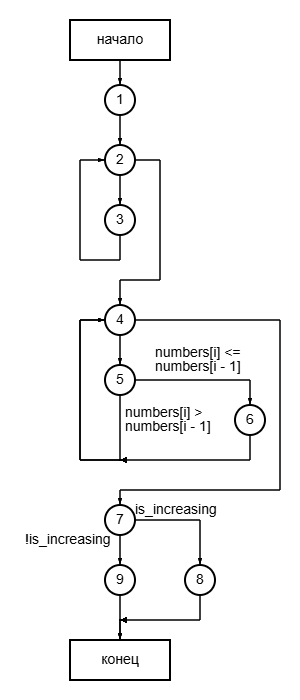 начало
1
2
3
4
numbers[i] <=
numbers[i - 1]
5
numbers[i] >
numbers[i - 1]
6
is_increasing
7
!is_increasing
9
8
конец